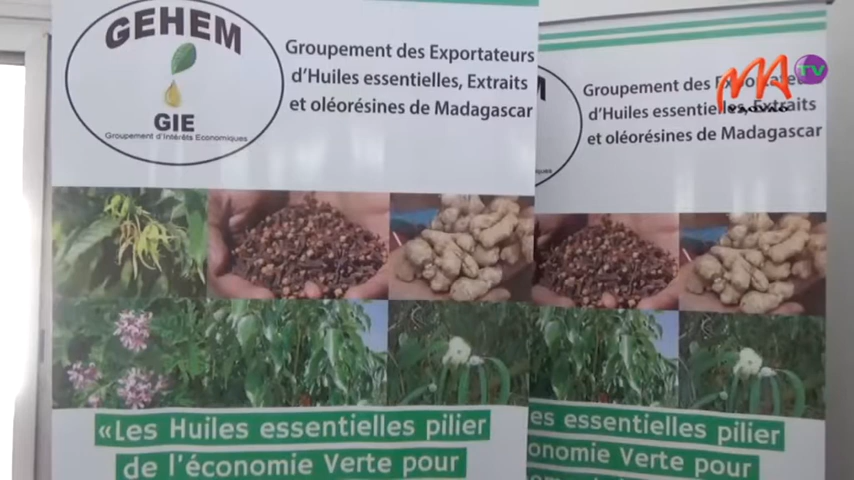 GEHEM
GIE
Groupement d'Intérêts Economiques
Groupement des Exportateurs
d'Huiles essentielles, Extraits
et oléorésines de Madagascar
«Les Huiles essentielles pilier
de l'économie Verte pour
Groupement des Exportate
d'Huiles essentielles, Extraits
et oléorésines de Madagascar
es essentielles pilier
onomie Verte pour
MA
TV